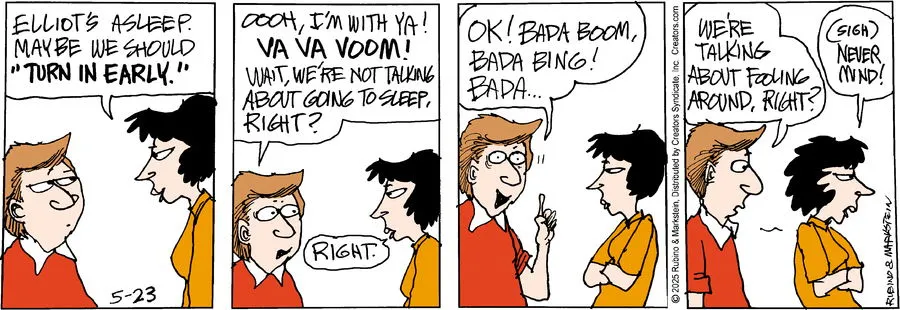 ELLIOT'S ASLEEP.
MAYBE WE SHOULD
"TURN IN EARLY."
5-23
OOOH, I'M WITH YA!
VA VA VOOM!
WAIT, WE'RE NOT TALKING
ABOUT GOING TO SLEEP,
RIGHT?
RIGHT.
OK! BADA BOOM,
BADA BING!
BADA...
© 2025 Rubino & Markstein, Distributed by Creators Syndicate, Inc. Creators.com
WE'RE
TALKING
ABOUT FOOLING
AROUND, RIGHT?
(SIGH)
NEVER
MIND!
RUBINO & MARKSTEIN